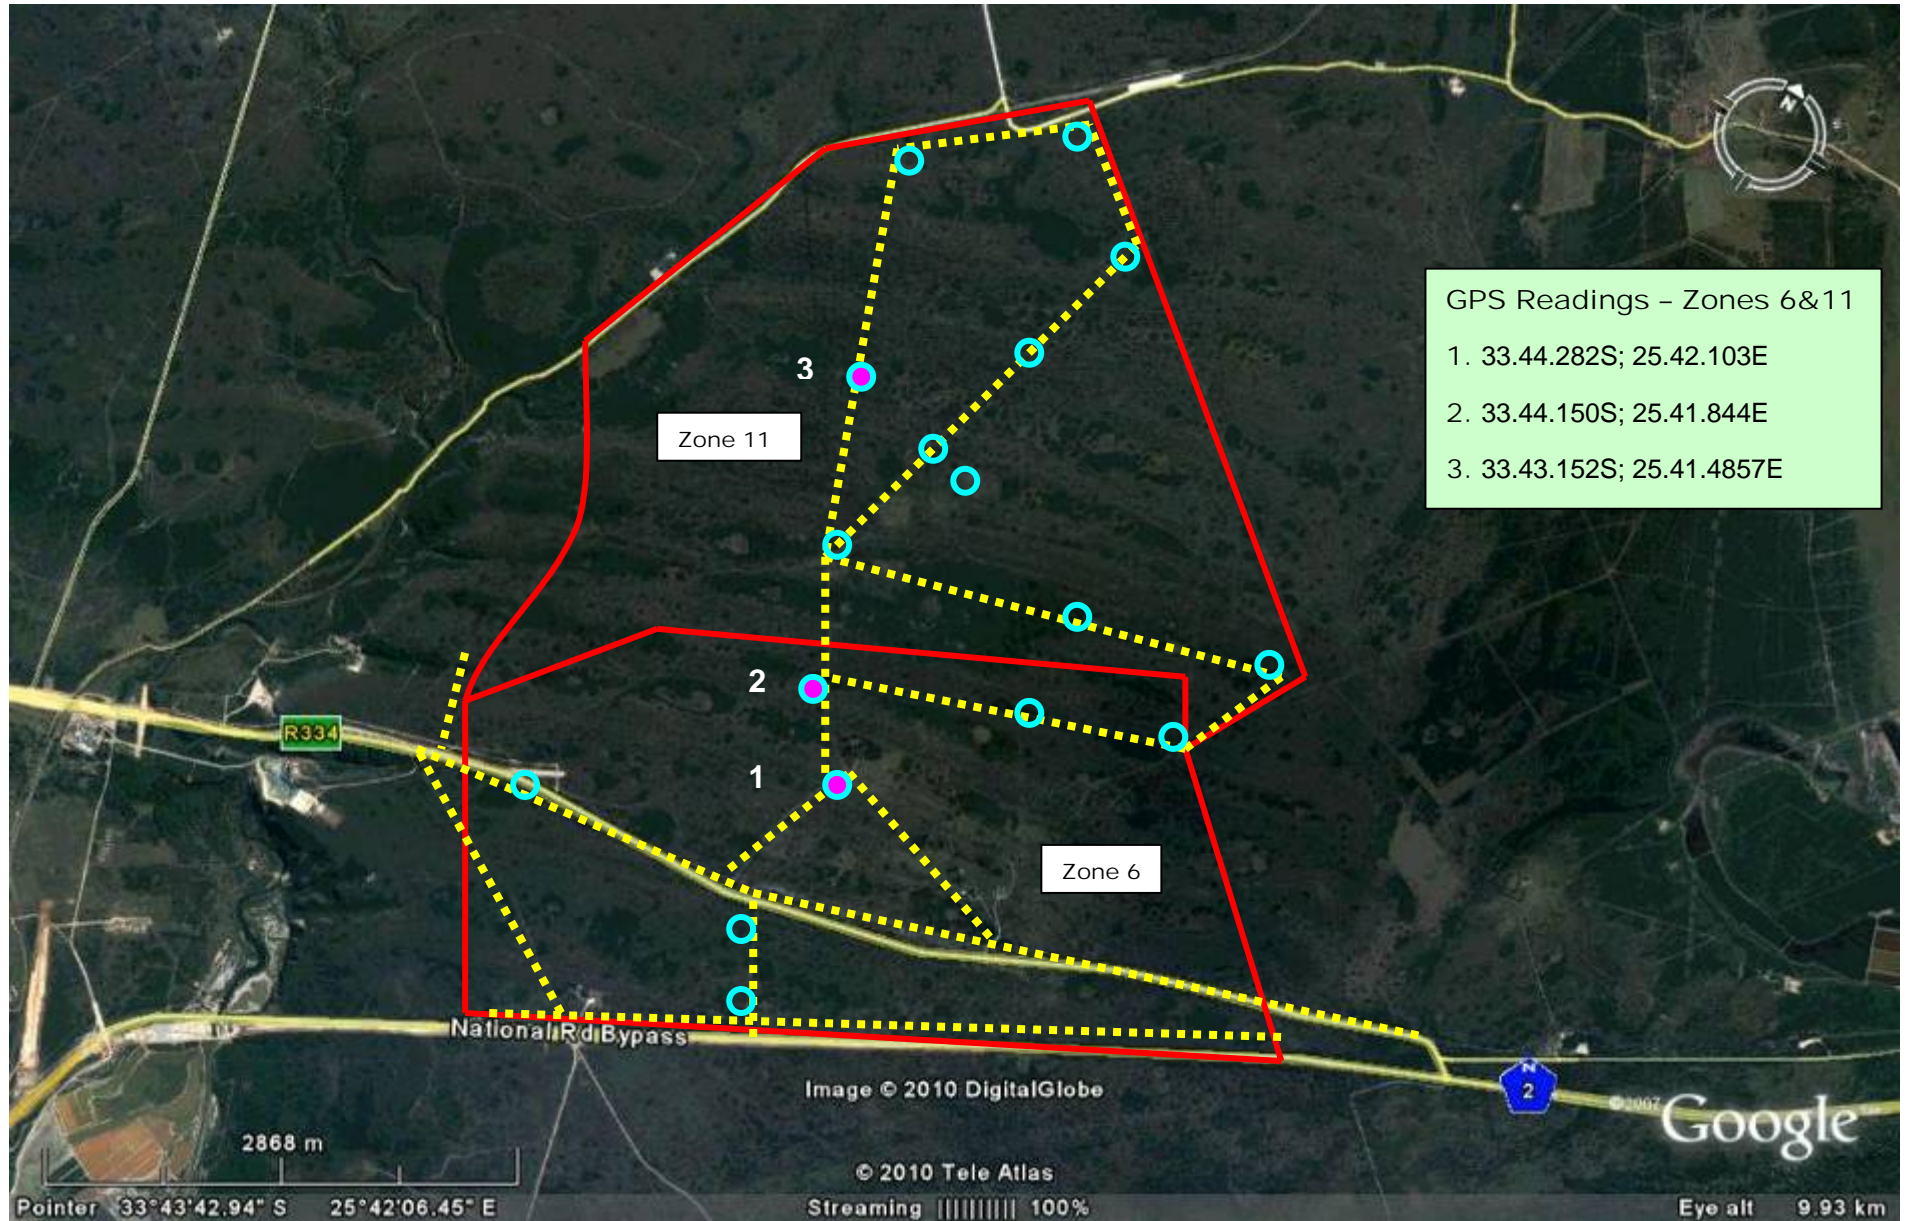 N
GPS Readings – Zones 6&11
1. 33.44.282S; 25.42.103E
2. 33.44.150S; 25.41.844E
3. 33.43.152S; 25.41.4857E
3
Zone 11
2
R334
1
Zone 6
National Rd Bypass
N
2
Image © 2010 DigitalGlobe
©2007 Google
2868 m
© 2010 Tele Atlas
Pointer 33°43'42.94" S 25°42'06.45" E Streaming |||||||||| 100% Eye alt 9.93 km